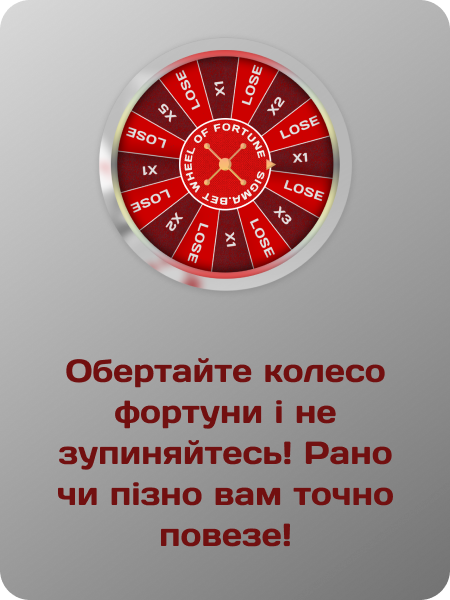 X1
LOSE
X2
LOSE
X1
LOSE
X3
LOSE
X1
LOSE
X2
LOSE
X1
LOSE
X5
LOSE
WHEEL OF FORTUNE
SIGMA.BET
Обертайте колесо
фортуни і не
зупиняйтесь! Рано
чи пізно вам точно
повезе!